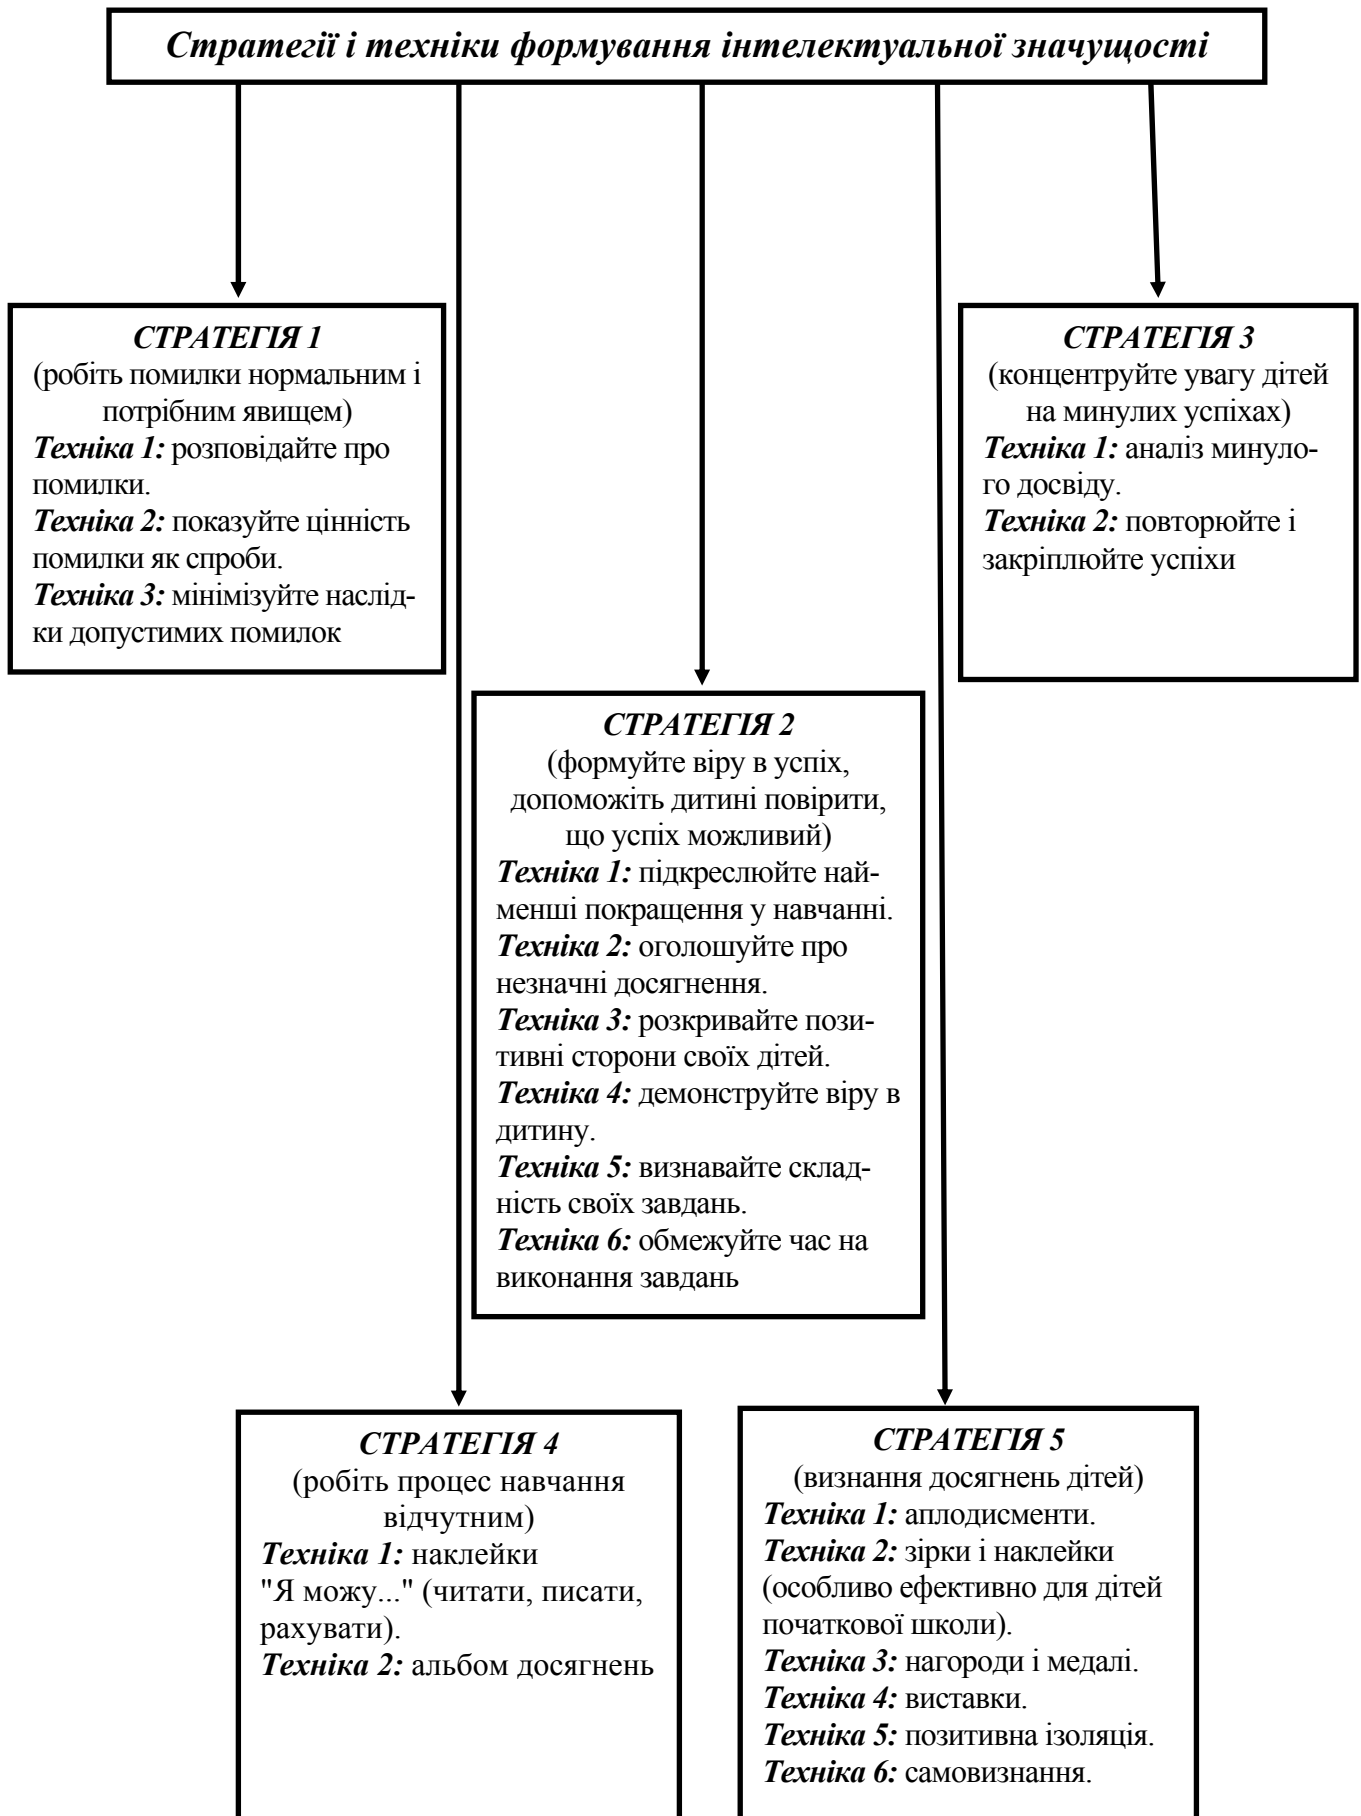 Стратегії і техніки формування інтелектуальної значущості
СТРАТЕГІЯ 1
(робіть помилки нормальним і
потрібним явищем)
Техніка 1: розповідайте про
помилки.
Техніка 2: показуйте цінність
помилки як спроби.
Техніка 3: мінімізуйте наслід-
ки допустимих помилок
СТРАТЕГІЯ 3
(концентруйте увагу дітей
на минулих успіхах)
Техніка 1: аналіз минуло-
го досвіду.
Техніка 2: повторюйте і
закріплюйте успіхи
СТРАТЕГІЯ 2
(формуйте віру в успіх,
допоможіть дитині повірити,
що успіх можливий)
Техніка 1: підкреслюйте най-
менші покращення у навчанні.
Техніка 2: оголошуйте про
незначні досягнення.
Техніка 3: розкривайте пози-
тивні сторони своїх дітей.
Техніка 4: демонструйте віру в
дитину.
Техніка 5: визнавайте склад-
ність своїх завдань.
Техніка 6: обмежуйте час на
виконання завдань
СТРАТЕГІЯ 4
(робіть процес навчання
відчутним)
Техніка 1: наклейки
"Я можу..." (читати, писати,
рахувати).
Техніка 2: альбом досягнень
СТРАТЕГІЯ 5
(визнання досягнень дітей)
Техніка 1: аплодисменти.
Техніка 2: зірки і наклейки
(особливо ефективно для дітей
початкової школи).
Техніка 3: нагороди і медалі.
Техніка 4: виставки.
Техніка 5: позитивна ізоляція.
Техніка 6: самовизнання.